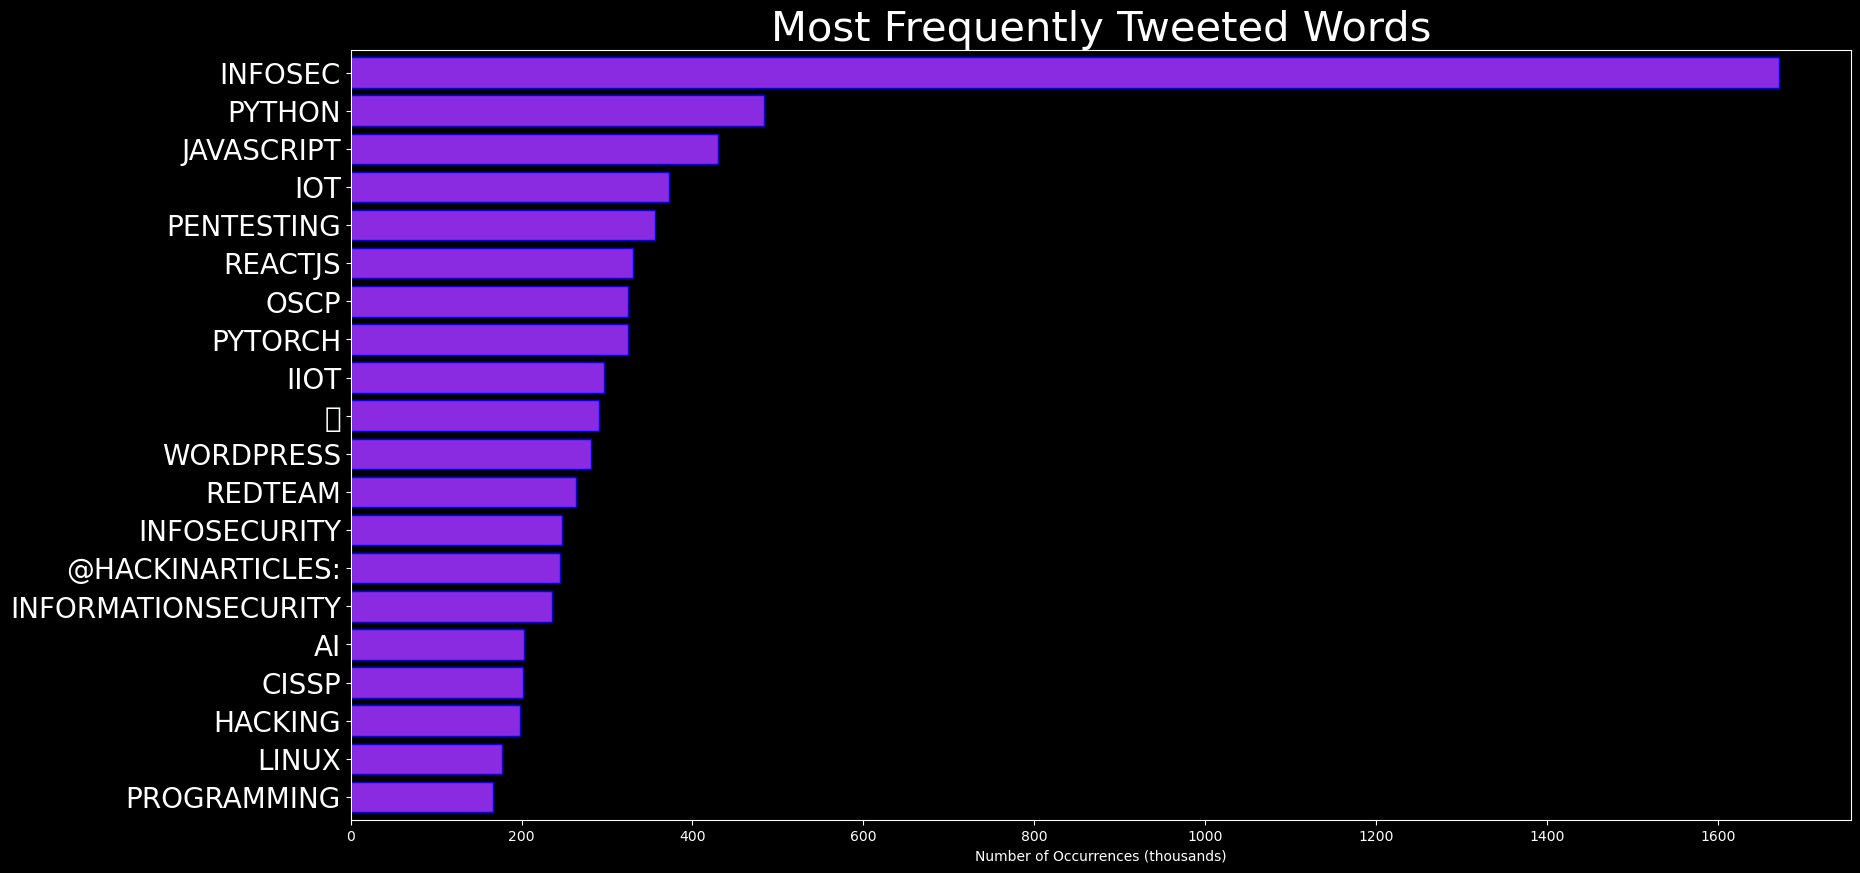 Most Frequently Tweeted Words
INFOSEC
PYTHON
JAVASCRIPT
IOT
PENTESTING
REACTJS
OSCP
PYTORCH
IIOT
WORDPRESS
REDTEAM
INFOSECURITY
@HACKINARTICLES:
INFORMATIONSECURITY
AI
CISSP
HACKING
LINUX
PROGRAMMING
0 200 400 600 800 1000 1200 1400 1600
Number of Occurrences (thousands)